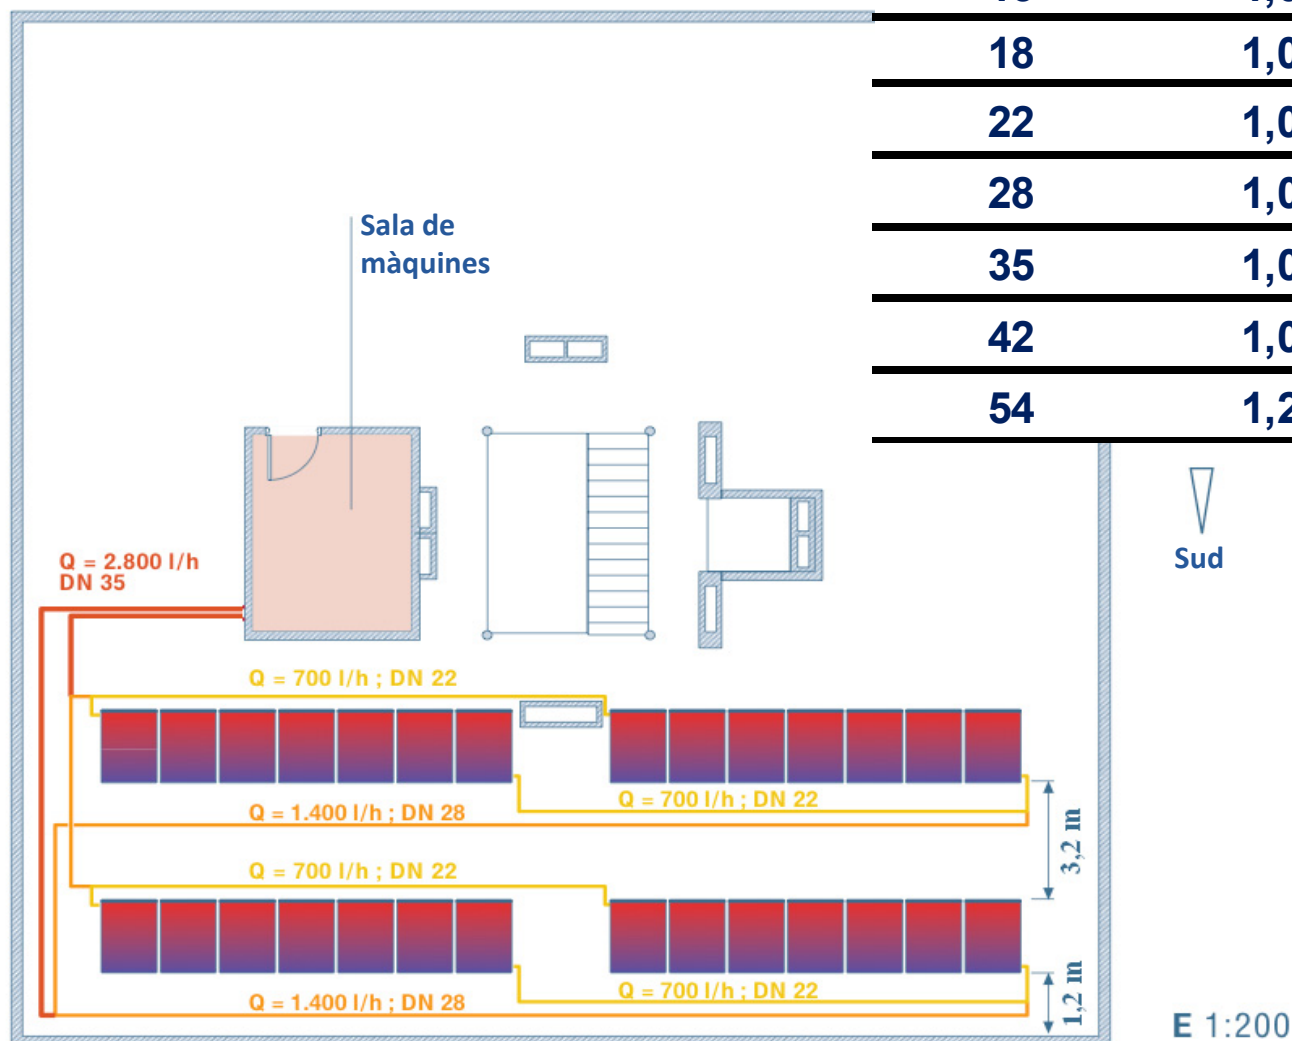 18 1,0
22 1,0
28 1,0
35 1,0
42 1,0
54 1,2
Sala de
màquines
Sud
Q = 2.800 l/h
DN 35
Q = 700 l/h ; DN 22
Q = 700 l/h ; DN 22
Q = 1.400 l/h ; DN 28
3,2 m
Q = 700 l/h ; DN 22
Q = 700 l/h ; DN 22
Q = 1.400 l/h ; DN 28
1,2 m
E 1:200